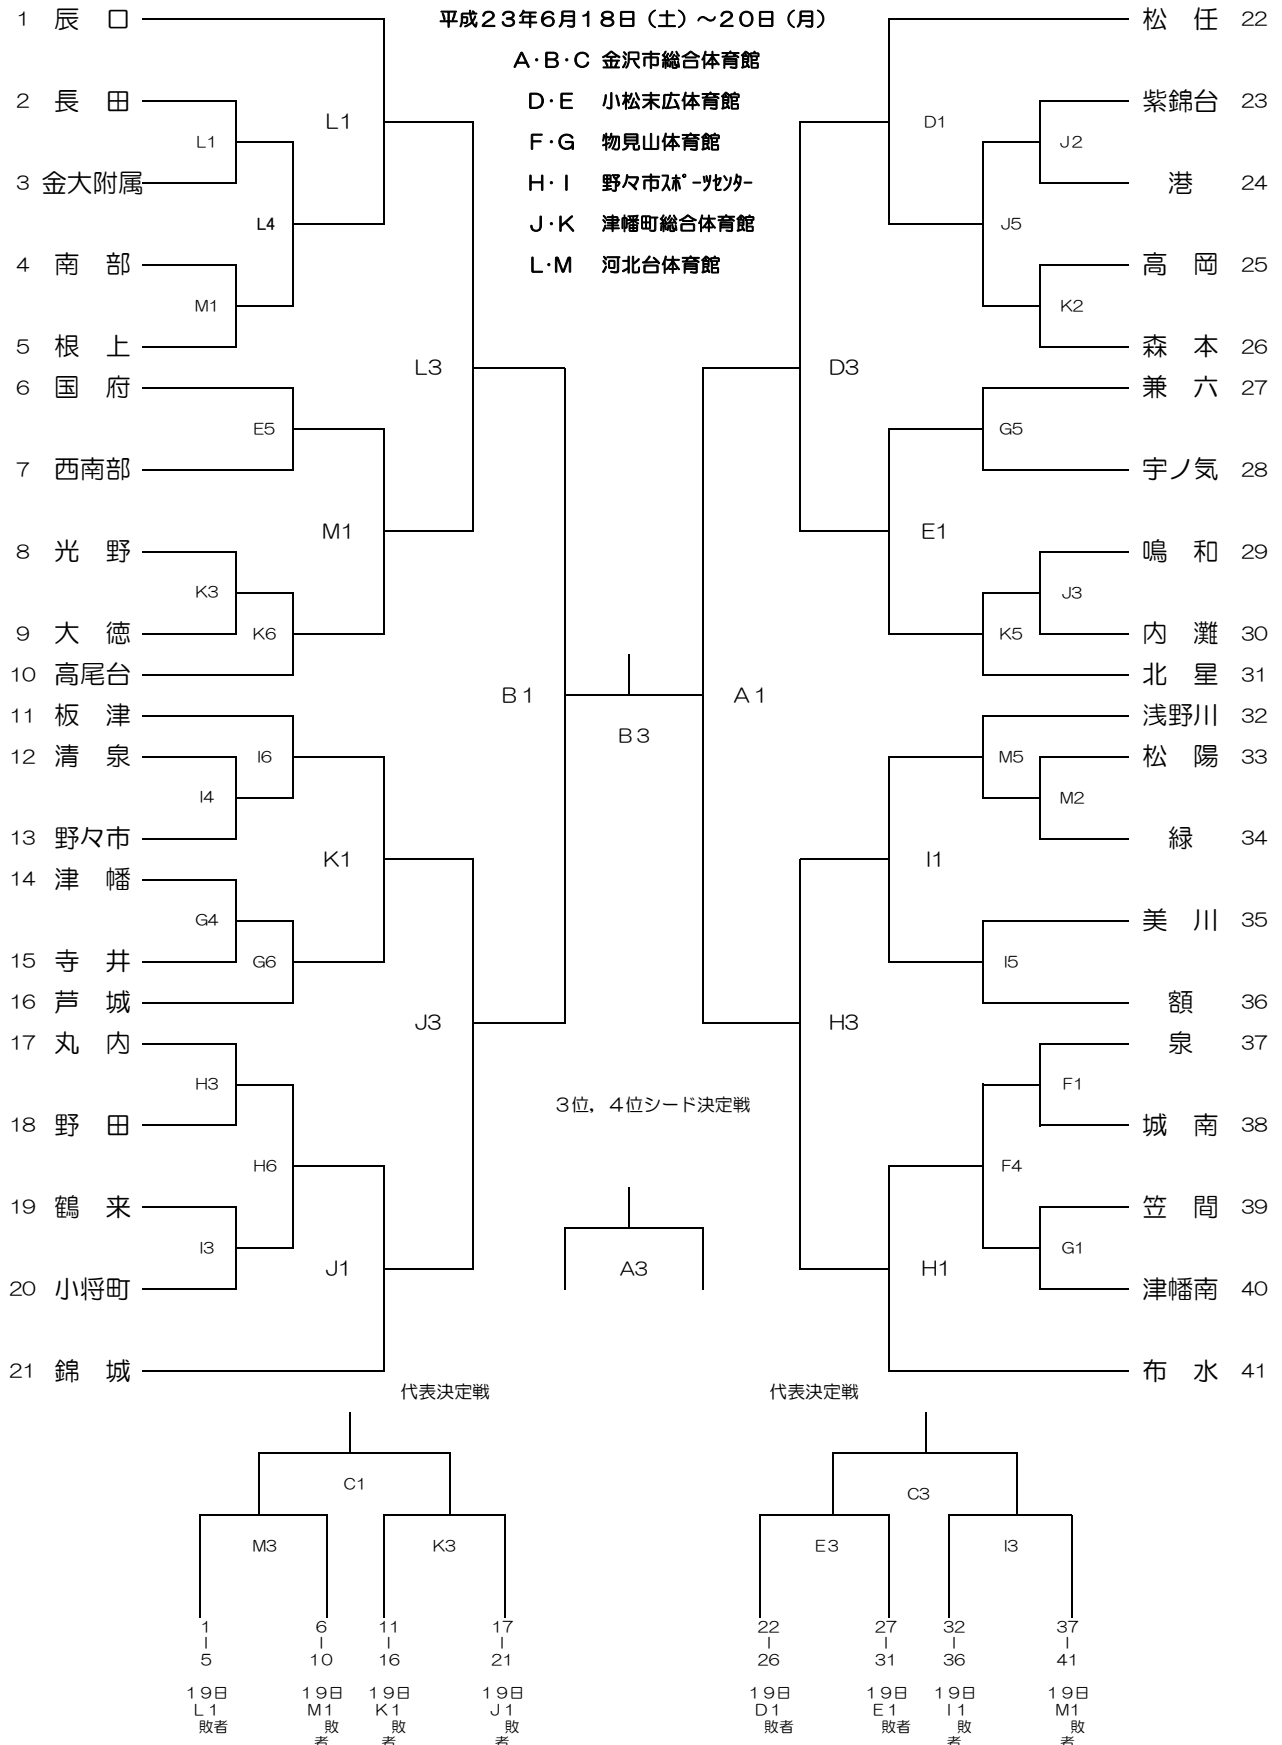 平成２３年６月１８日（土）～２０日（月）
A・B・C 金沢市総合体育館
D・E 小松末広体育館
F・G 物見山体育館
H・I 野々市ｽﾎﾟｰﾂｾﾝﾀｰ
J・K 津幡町総合体育館
L・M 河北台体育館
1 辰 口
2 長 田
3 金大附属
4 南 部
5 根 上
6 国 府
7 西南部
8 光 野
9 大 徳
10 高尾台
11 板 津
12 清 泉
13 野々市
14 津 幡
15 寺 井
16 芦 城
17 丸 内
18 野 田
19 鶴 来
20 小将町
21 錦 城
L1
L1
L4
M1
L3
E5
M1
K3
K6
B1
I6
I4
K1
G4
G6
J3
H3
H6
I3
J1
B3
A1
松 任 22
紫錦台 23
港 24
高 岡 25
森 本 26
兼 六 27
宇ノ気 28
鳴 和 29
内 灘 30
北 星 31
浅野川 32
松 陽 33
緑 34
美 川 35
額 36
泉 37
城 南 38
笠 間 39
津幡南 40
布 水 41
D1
J2
J5
K2
D3
G5
E1
J3
K5
M5
M2
I1
I5
H3
F1
F4
G1
H1
３位，４位シード決定戦
A3
代表決定戦
C1
M3
K3
1－5
１９日
L1
敗者
6－10
１９日
M1
敗者
11－16
１９日
K1
敗者
17－21
１９日
J1
敗者
代表決定戦
C3
E3
I3
22－26
１９日
D1
敗者
27－31
１９日
E1
敗者
32－36
１９日
I1
敗者
37－41
１９日
M1
敗者